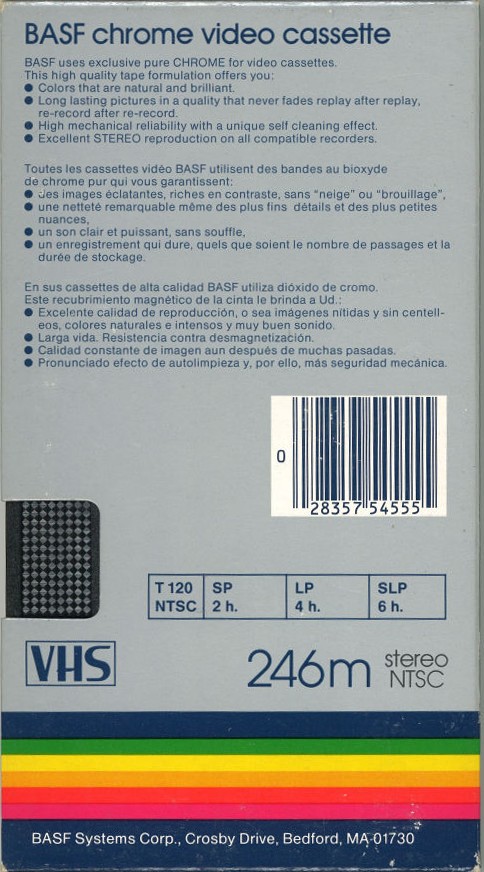 BASF chrome video cassette
BASF uses exclusive pure CHROME for video cassettes.
This high quality tape formulation offers you:
● Colors that are natural and brilliant.
● Long lasting pictures in a quality that never fades replay after replay,
re-record after re-record.
● High mechanical reliability with a unique self cleaning effect.
● Excellent STEREO reproduction on all compatible recorders.
Toutes les cassettes vidéo BASF utilisent des bandes au bioxyde
de chrome pur qui vous garantissent:
● des images éclatantes, riches en contraste, sans “neige” ou “brouillage”,
● une netteté remarquable même des plus fins détails et des plus petites
nuances,
● un son clair et puissant, sans souffle,
● un enregistrement qui dure, quels que soient le nombre de passages et la
durée de stockage.
En sus cassettes de alta calidad BASF utiliza dióxido de cromo.
Este recubrimiento magnético de la cinta le brinda a Ud.:
● Excelente calidad de reproducción, o sea imágenes nítidas y sin centell-
eos, colores naturales e intensos y muy buen sonido.
● Larga vida. Resistencia contra desmagnetización.
● Calidad constante de imagen aun después de muchas pasadas.
● Pronunciado efecto de autolimpieza y, por ello, más seguridad mecánica.
0 28357 54555
T 120 SP LP SLP
NTSC 2 h. 4 h. 6 h.
VHS 246m stereo
NTSC
BASF Systems Corp., Crosby Drive, Bedford, MA 01730